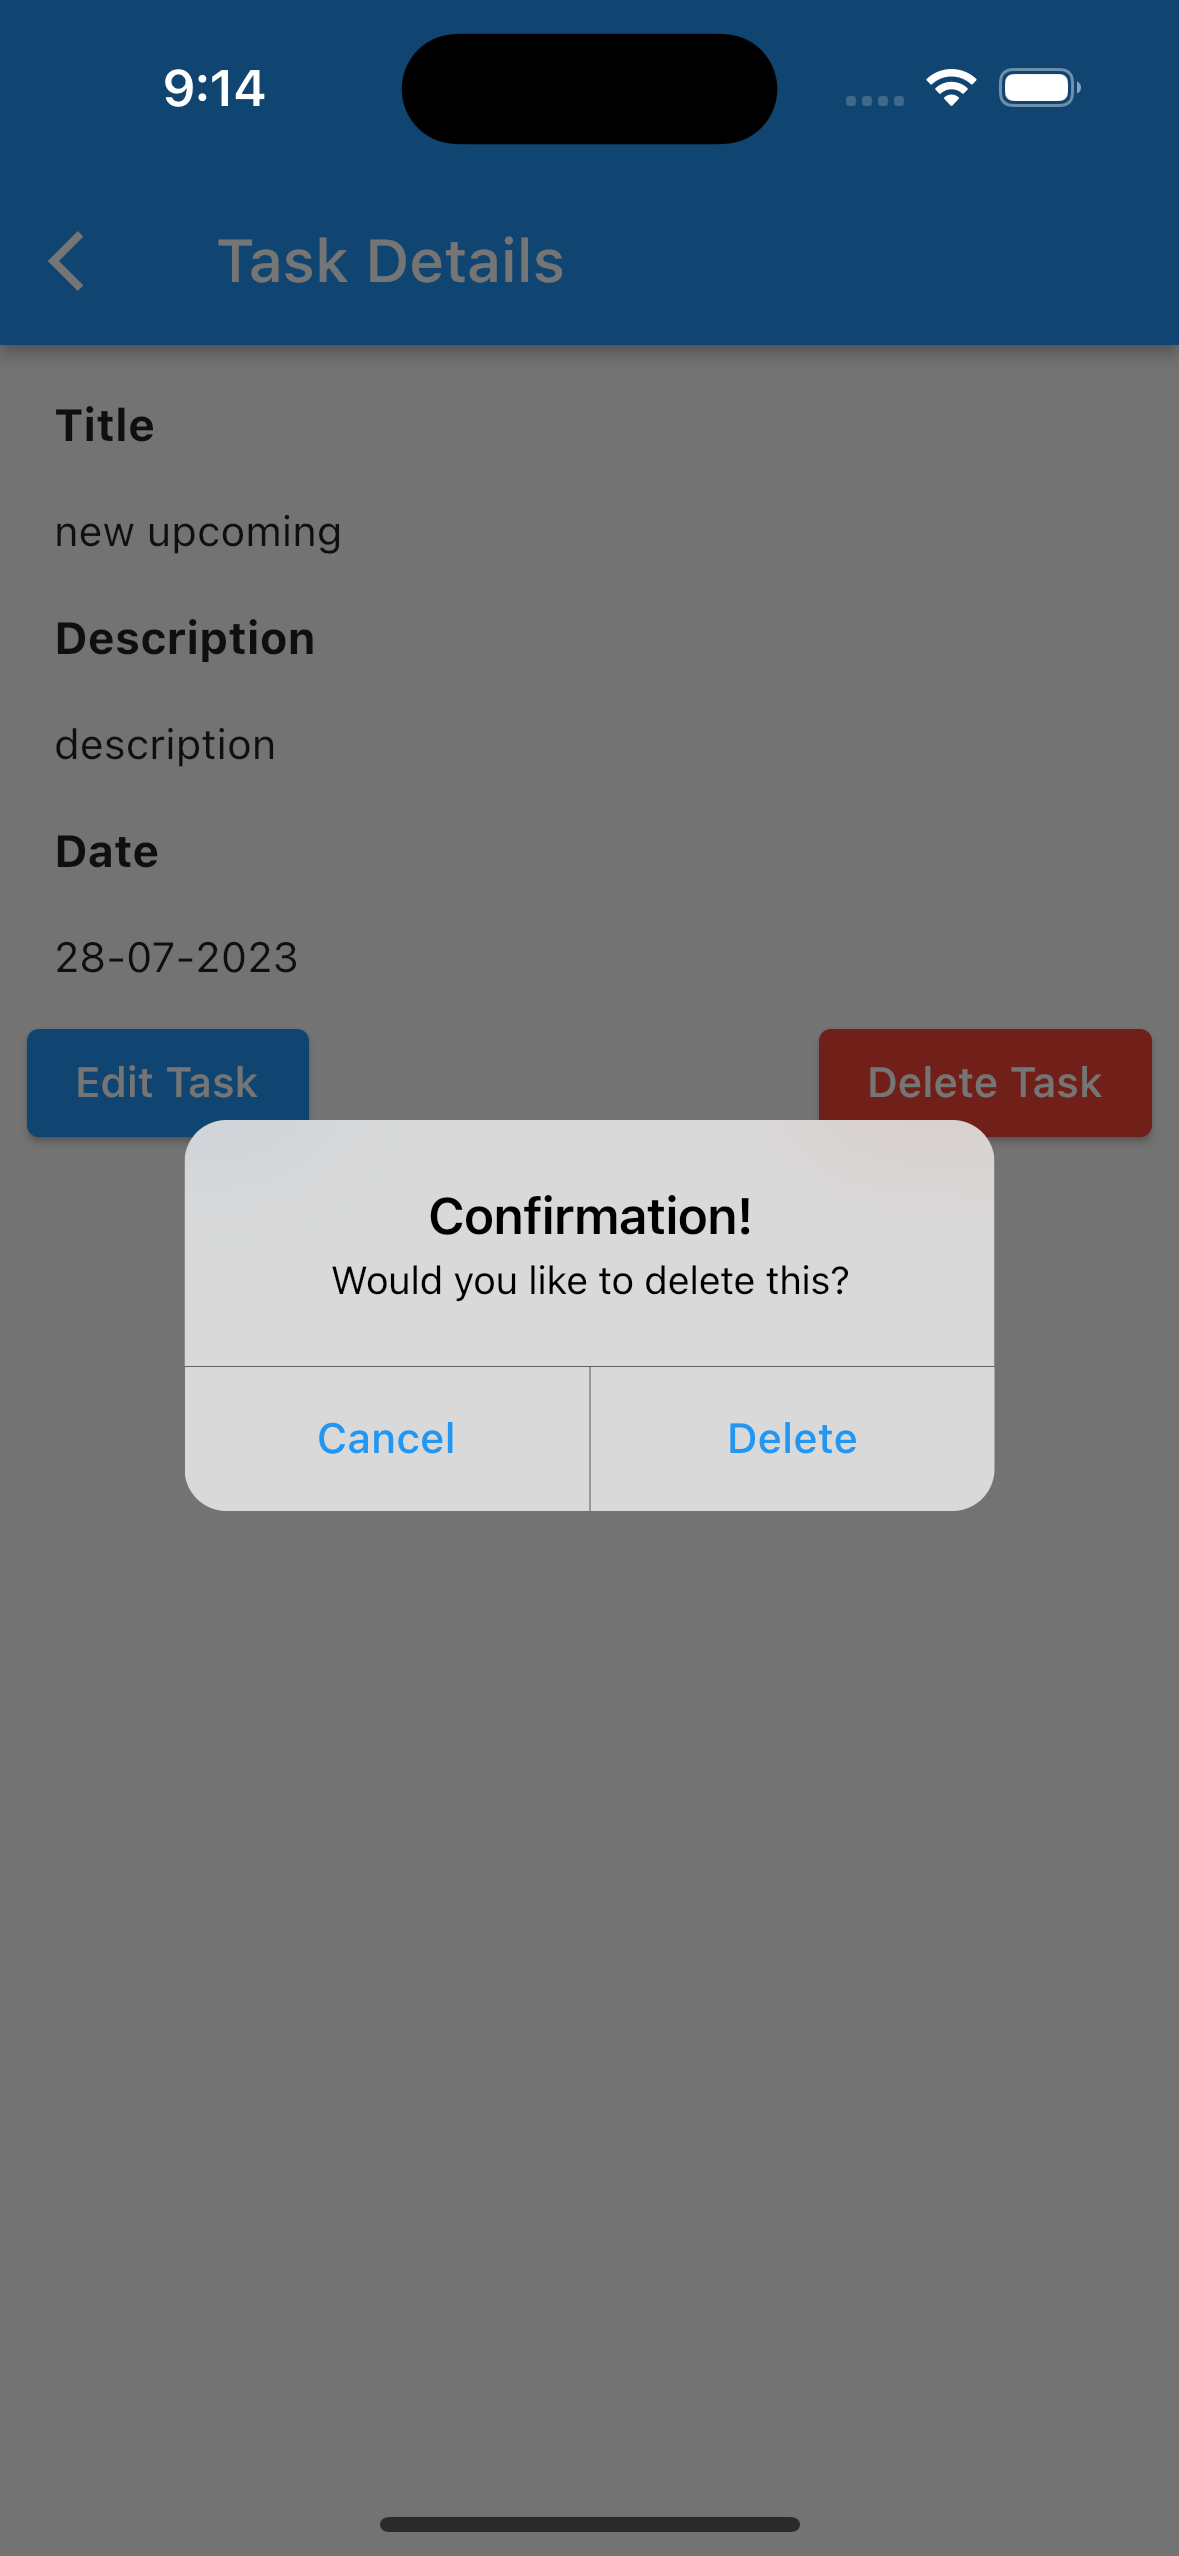 9:14
Task Details
Title
new upcoming
Description
description
Date
28-07-2023
Edit Task
Delete Task
Confirmation!
Would you like to delete this?
Cancel
Delete